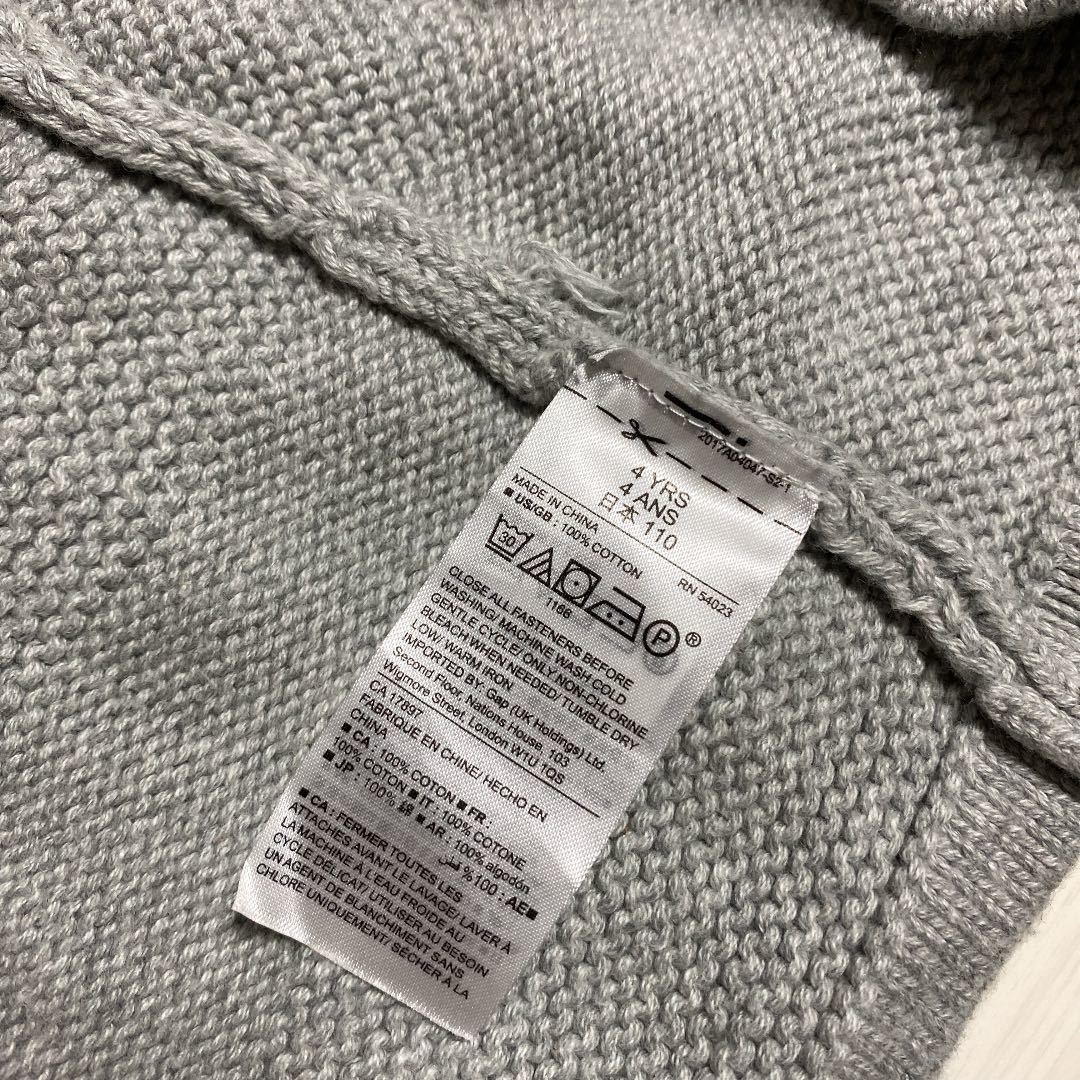 2017A04047-S2-1
4 YRS
4 ANS
日本 110
MADE IN CHINA RN 54023
■ US/GB : 100% COTTON
30
1166
P ®
CLOSE ALL FASTENERS BEFORE
WASHING/ MACHINE WASH COLD
GENTLE CYCLE/ ONLY NON-CHLORINE
BLEACH WHEN NEEDED/ TUMBLE DRY
LOW/ WARM IRON
IMPORTED BY: Gap (UK Holdings) Ltd.
Second Floor, Nations House, 103
Wigmore Street, London W1U 1QS
CA 17897
FABRIQUE EN CHINE/ HECHO EN
CHINA
■ CA : 100% COTON ■ FR :
100% COTON ■ IT : 100% COTONE
■ JP : 100% 綿 ■ AR : 100% algodón
■ AE : 100% قطن
■ CA : FERMER TOUTES LES
ATTACHES AVANT LE LAVAGE/ LAVER À
LA MACHINE À L'EAU FROIDE AU
CYCLE DÉLICAT/ UTILISER AU BESOIN
UN AGENT DE BLANCHIMENT SANS
CHLORE UNIQUEMENT/ SÉCHER À LA